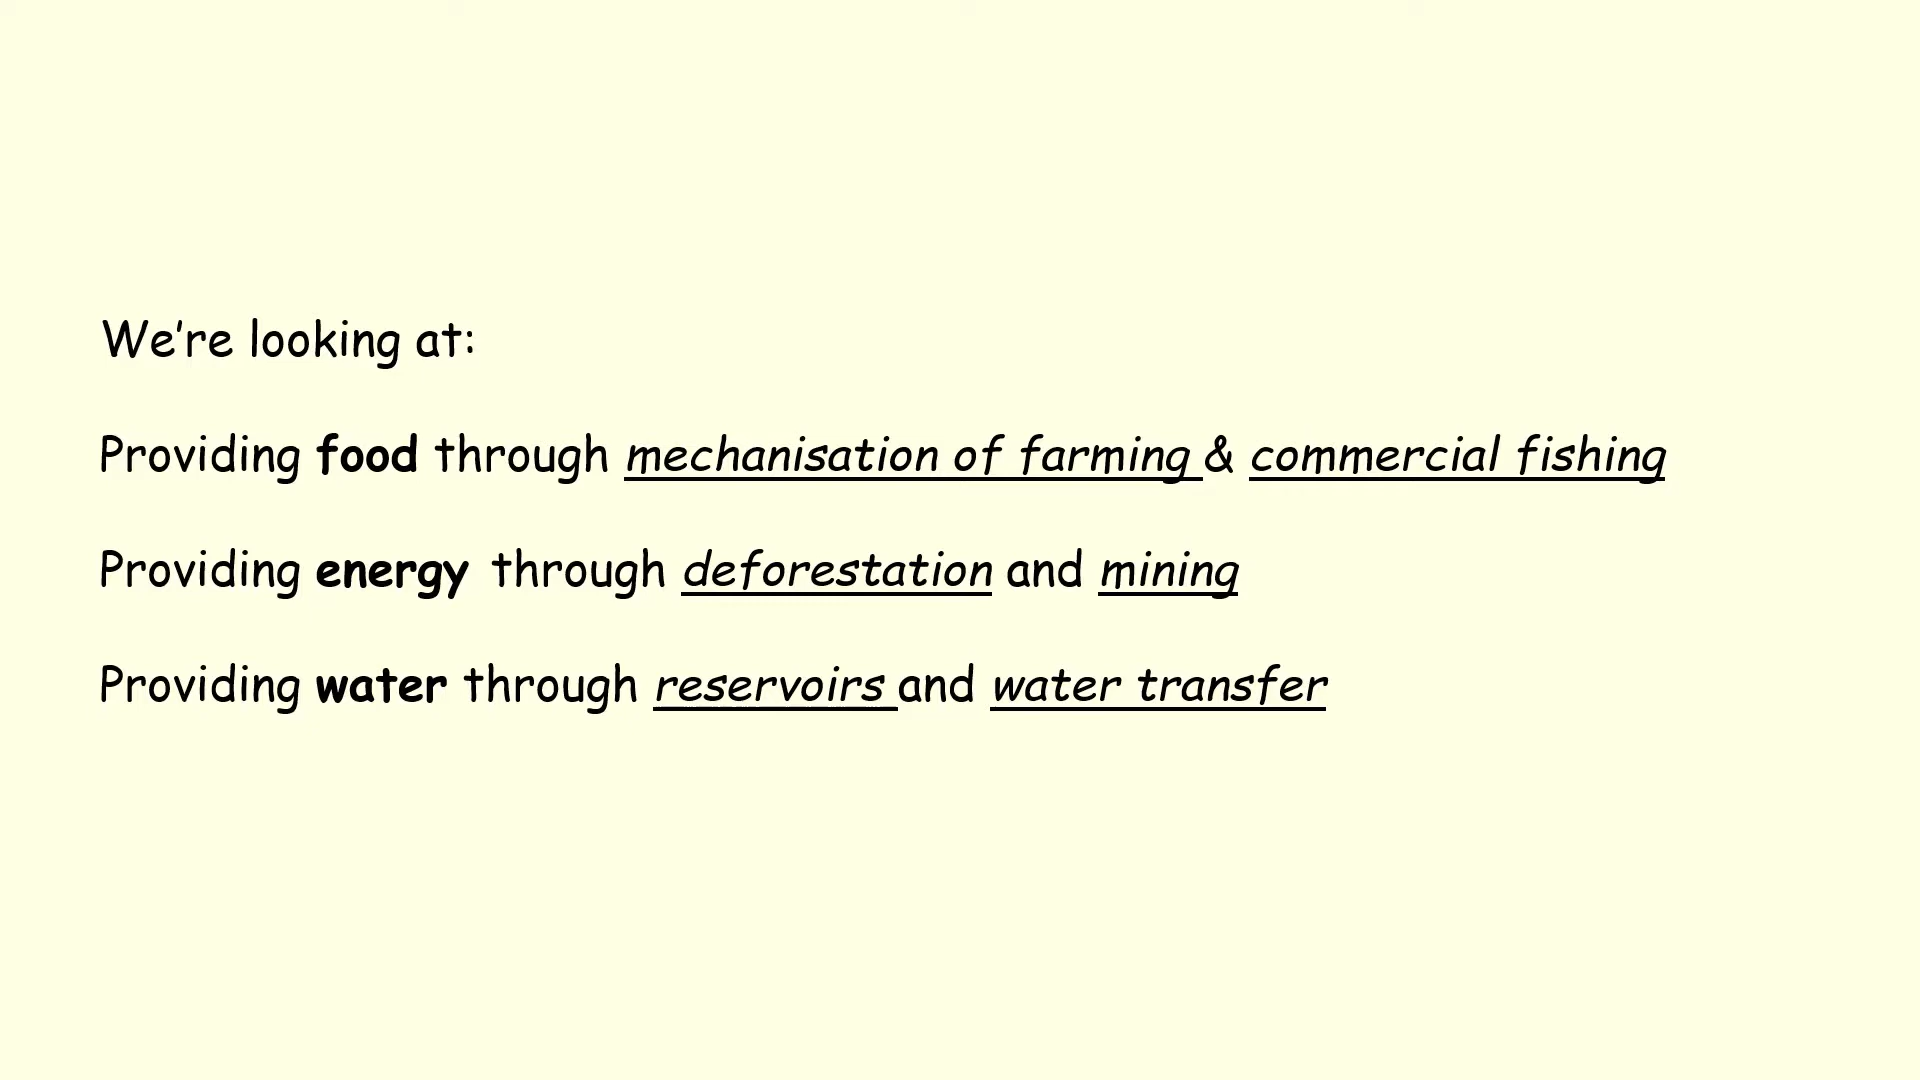 We’re looking at:
Providing food through mechanisation of farming & commercial fishing
Providing energy through deforestation and mining
Providing water through reservoirs and water transfer